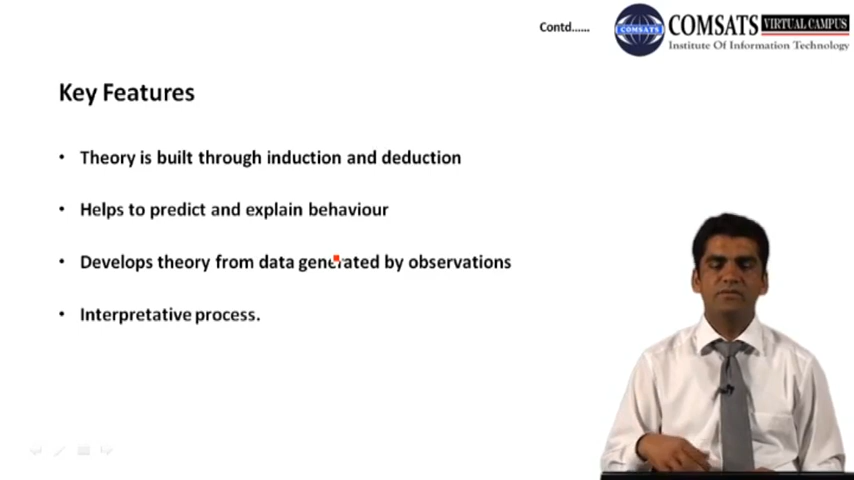 Contd......
COMSATS
COMSATS VIRTUAL CAMPUS
Institute Of Information Technology
Key Features
• Theory is built through induction and deduction
• Helps to predict and explain behaviour
• Develops theory from data generated by observations
• Interpretative process.